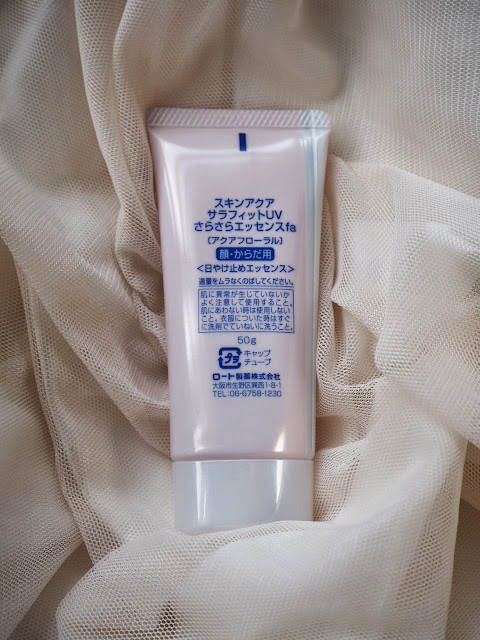 スキンアクア
サラフィットUV
さらさらエッセンスfa
〔アクアフローラル〕
顔・からだ用
<日やけ止めエッセンス>
適量をムラなくのばしてください。
肌に異常が生じていないか
よく注意して使用すること。
肌にあわない時は使用しない
こと。衣服についた時はすぐ
に洗剤でていねいに洗うこと。
50g
プラ
キャップ
チューブ
ロート製薬株式会社
大阪市生野区巽西1-8-1
TEL:06-6758-1230